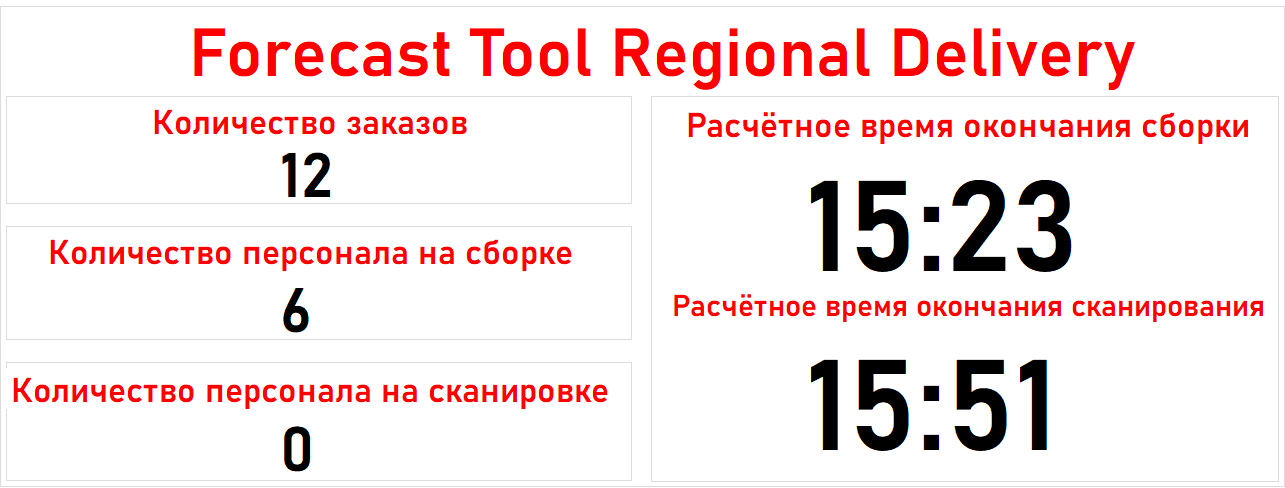 Forecast Tool Regional Delivery
Количество заказов
12
Количество персонала на сборке
6
Количество персонала на сканировке
0
Расчётное время окончания сборки
15:23
Расчётное время окончания сканирования
15:51